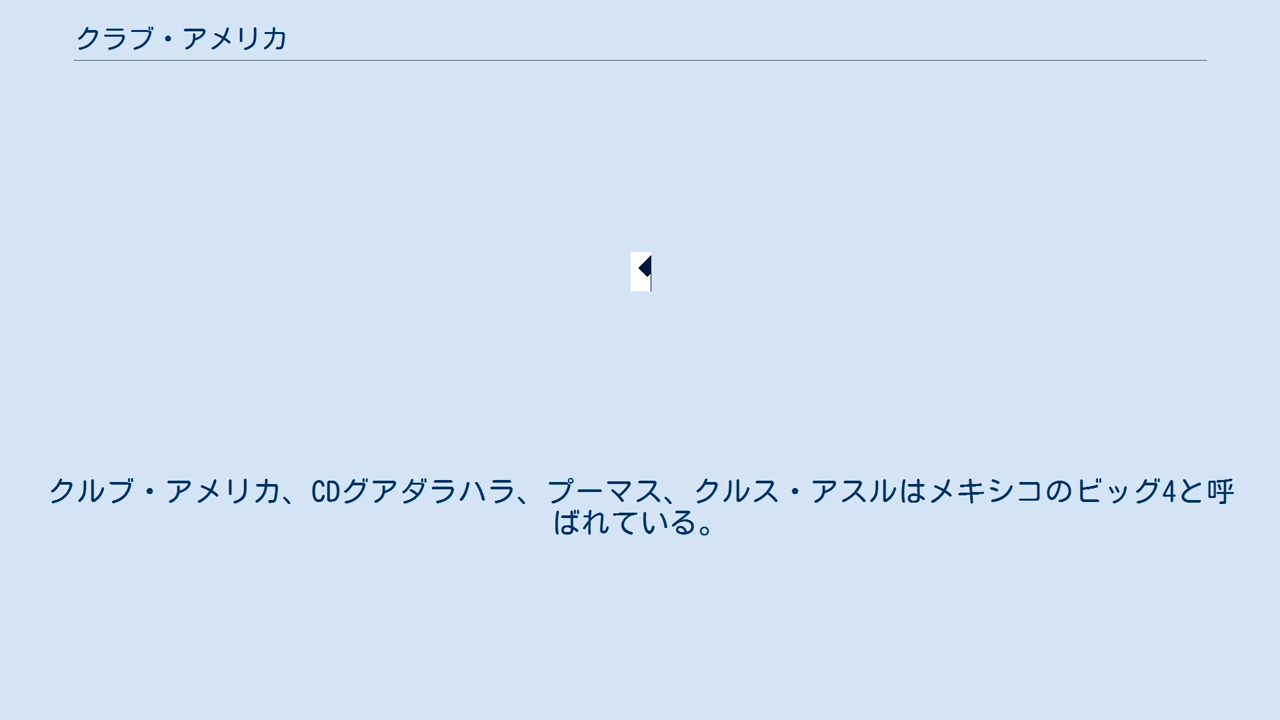 クラブ・アメリカ
クルブ・アメリカ、CDグアダラハラ、プーマス、クルス・アスルはメキシコのビッグ4と呼
ばれている。